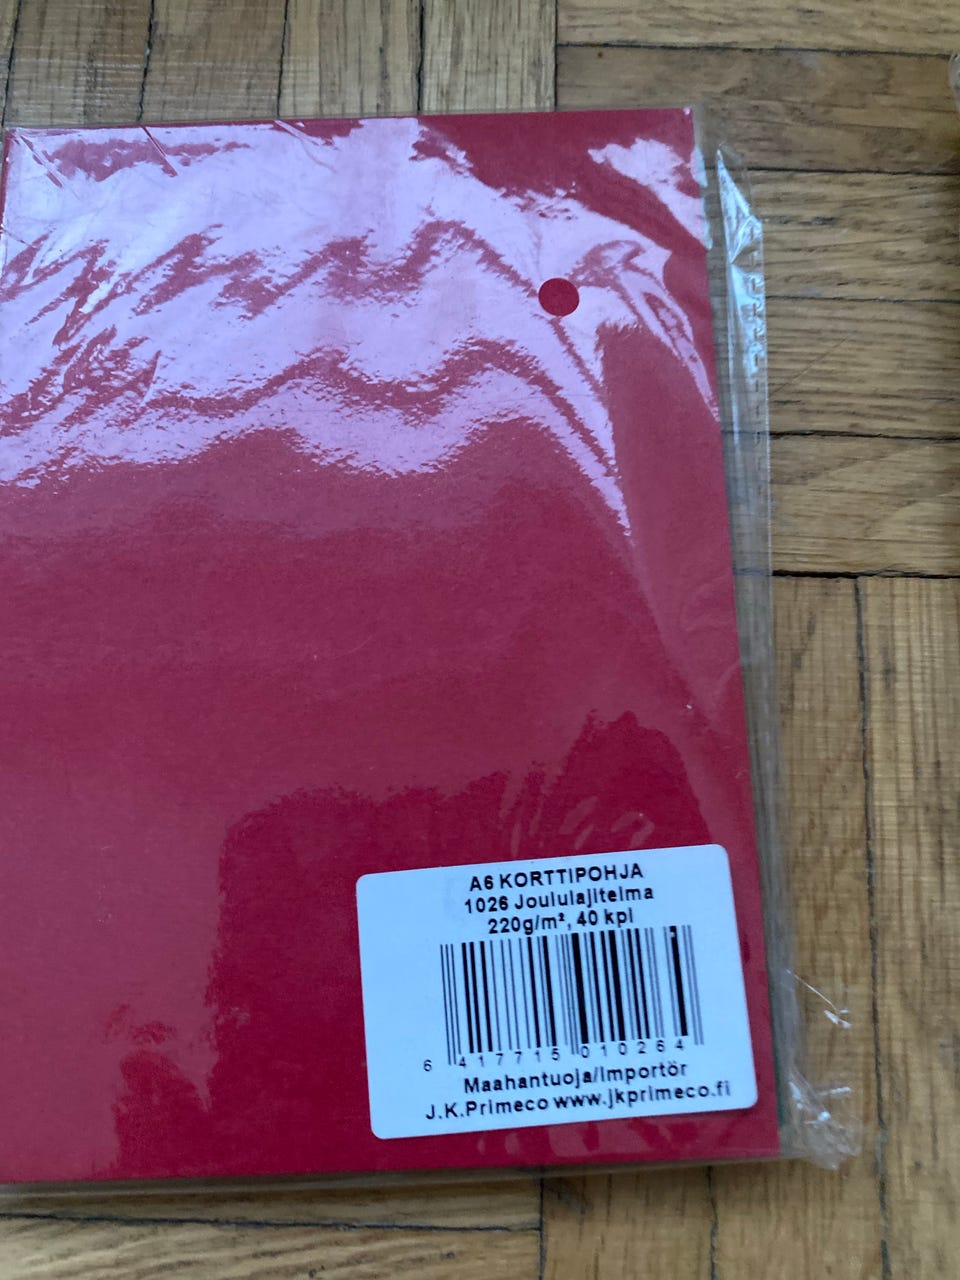 A6 KORTTIPOHJA
1026 Joululajitelma
220g/m², 40 kpl
6 417715 010264
Maahantuoja/Importör
J.K.Primeco www.jkprimeco.fi